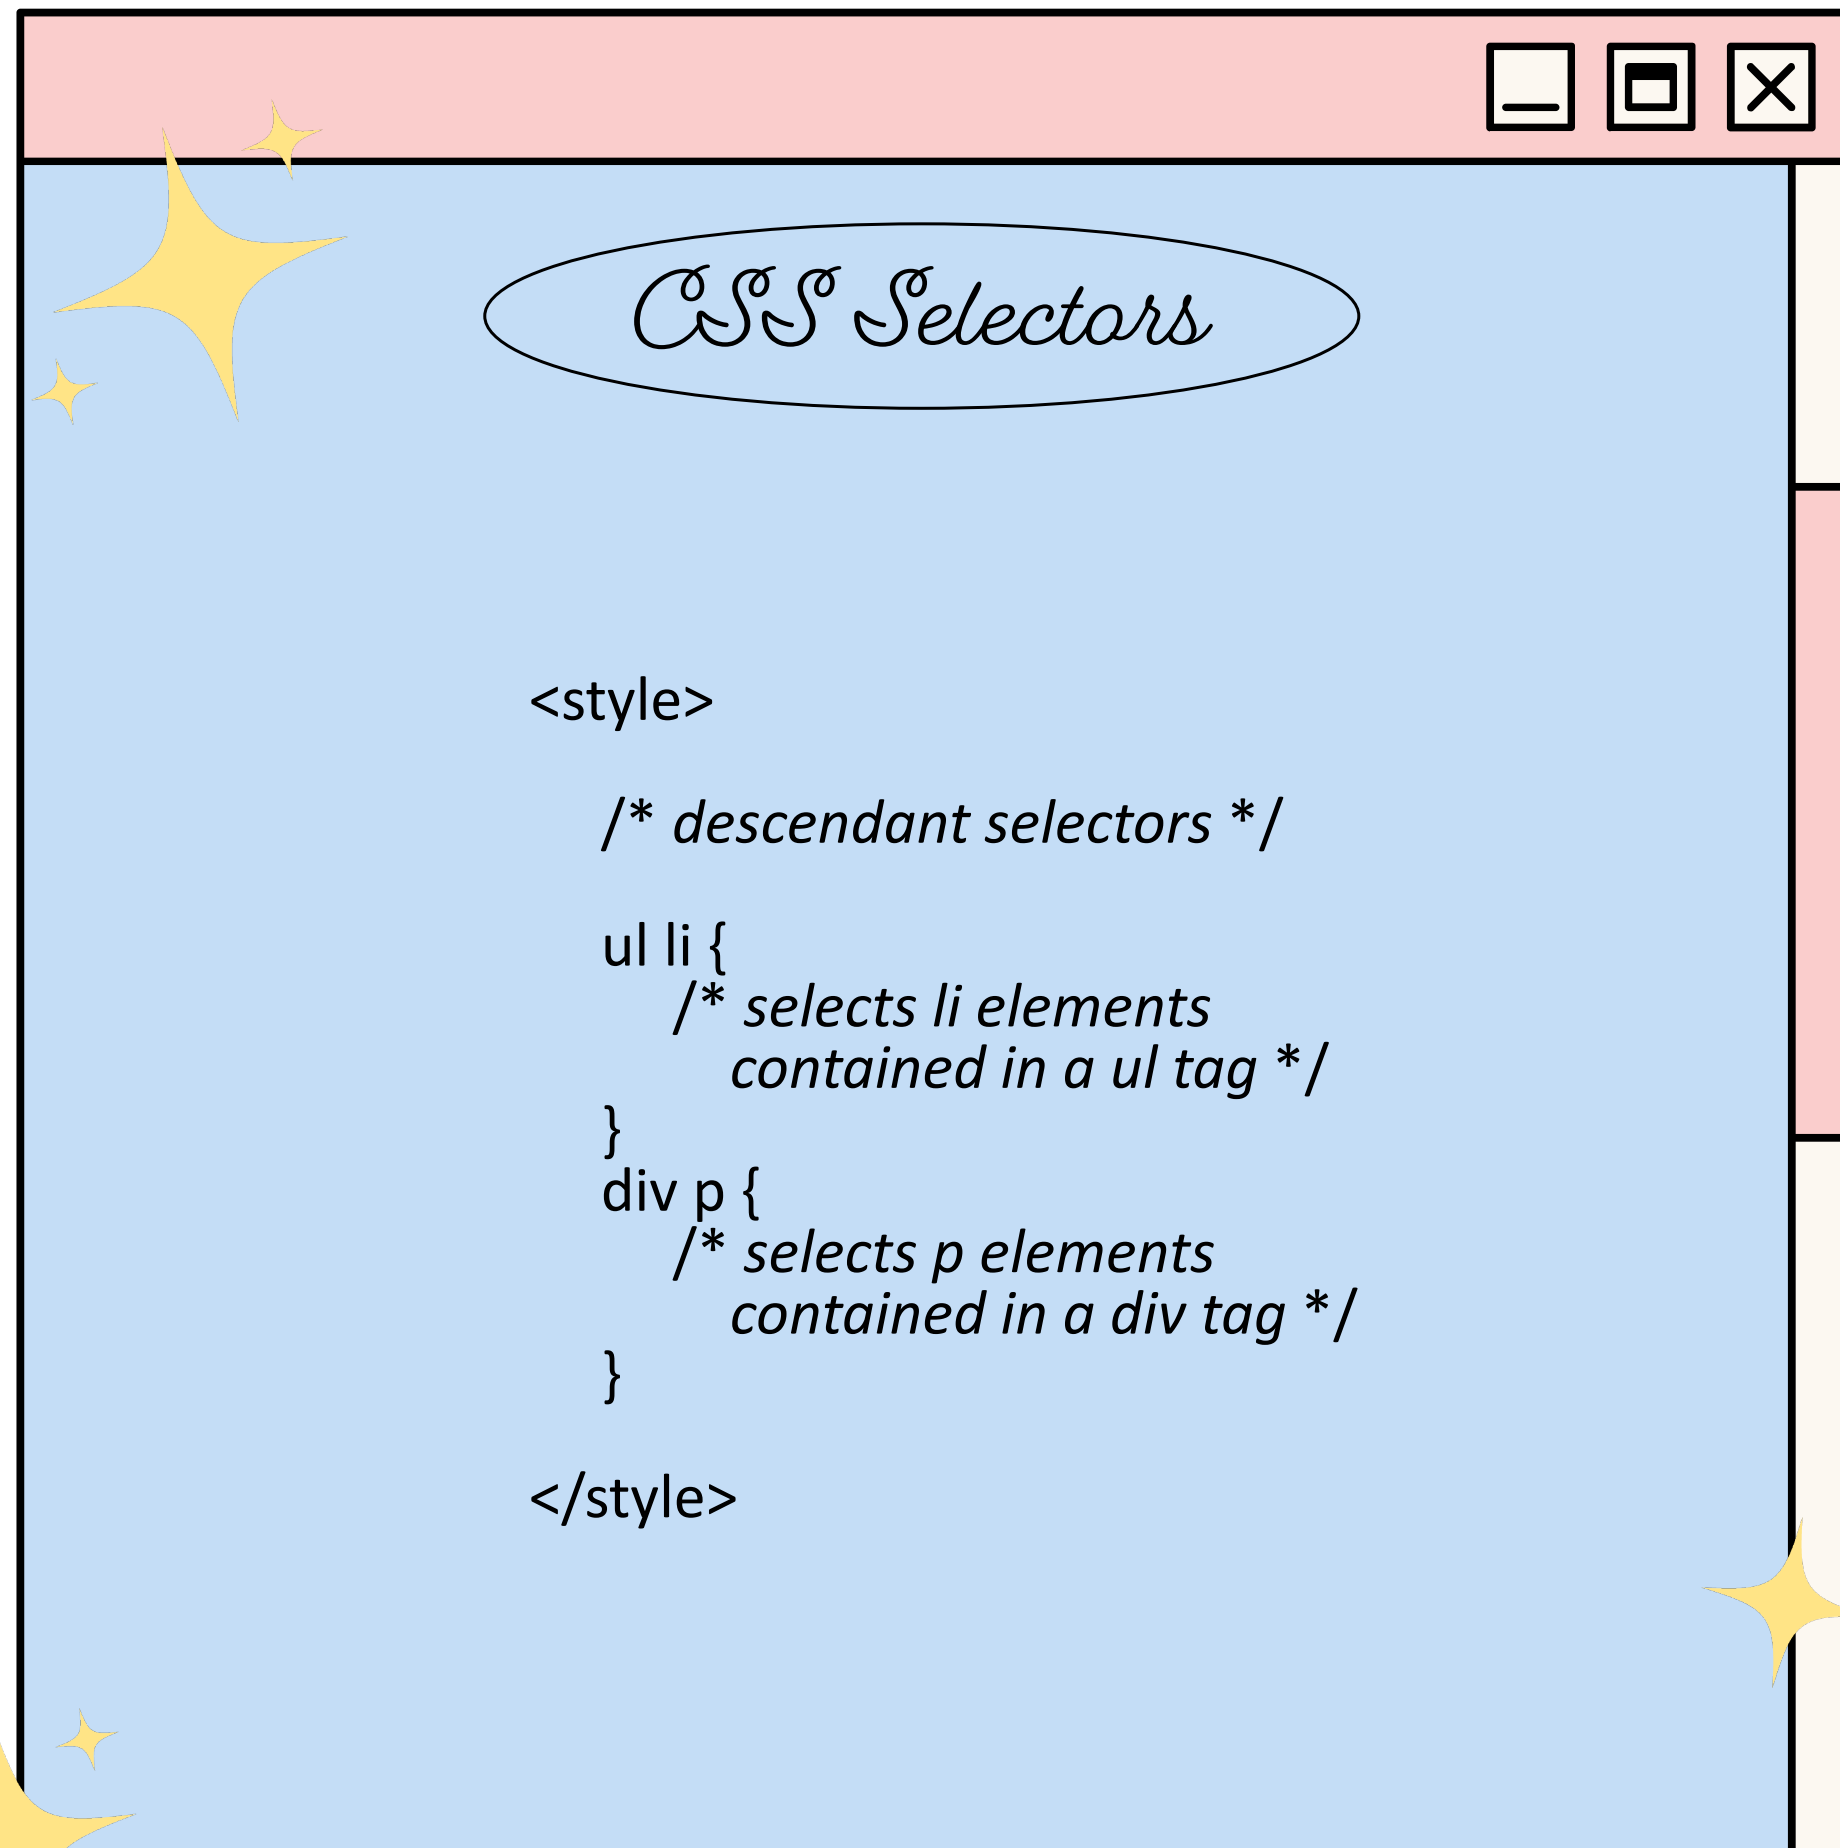 CSS Selectors
<style>
/* descendant selectors */
ul li {
/* selects li elements
contained in a ul tag */
}
div p {
/* selects p elements
contained in a div tag */
}
</style>